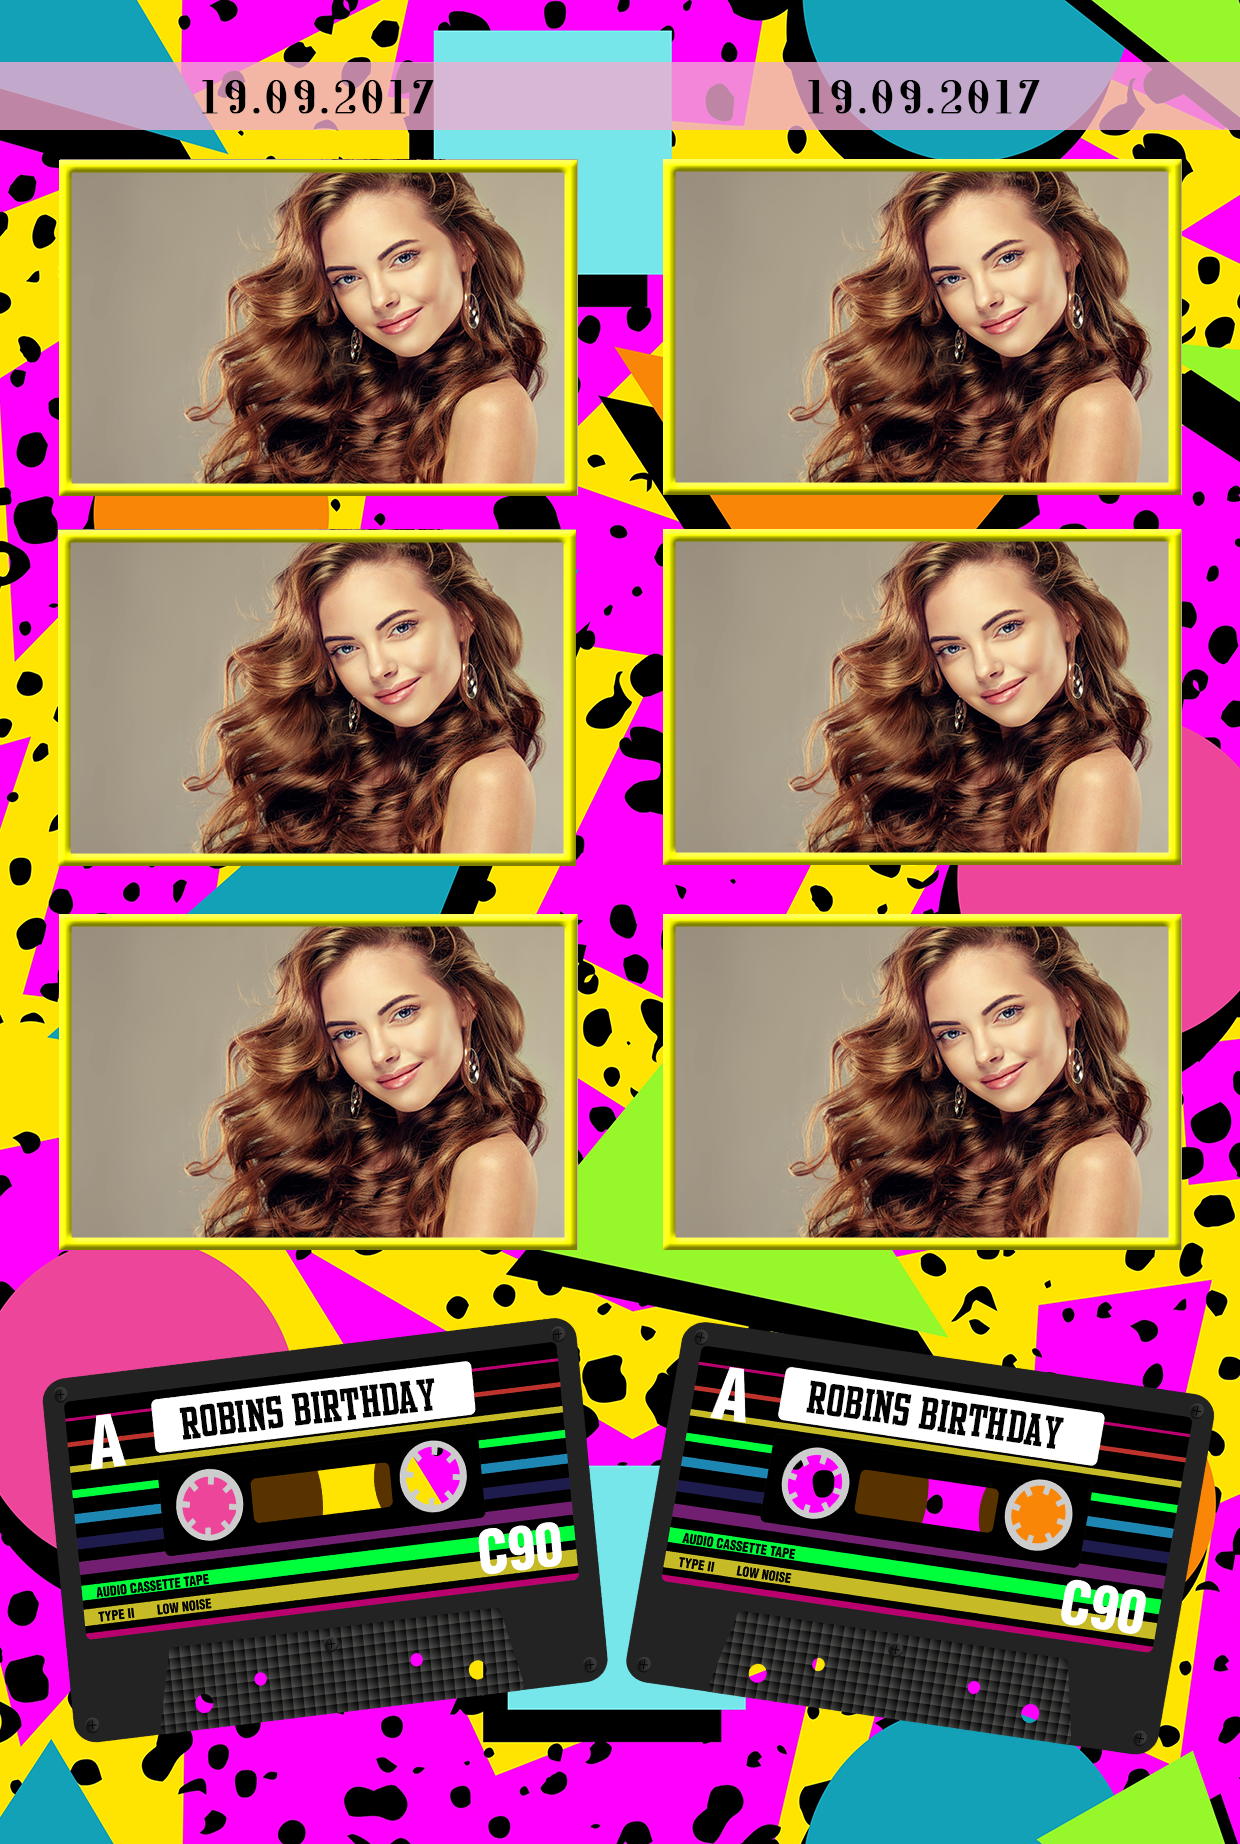 19.09.2017
19.09.2017
A
ROBINS BIRTHDAY
C90
AUDIO CASSETTE TAPE
TYPE II LOW NOISE
A
ROBINS BIRTHDAY
AUDIO CASSETTE TAPE
TYPE II LOW NOISE
C90